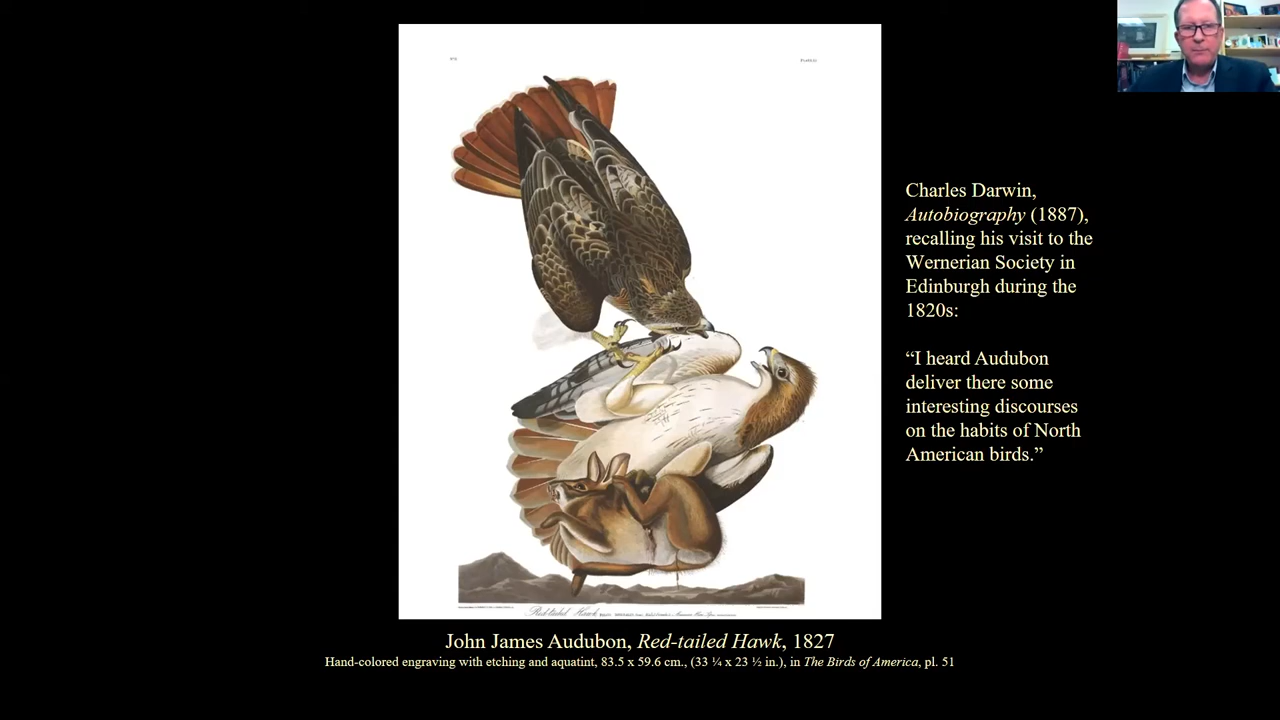 Charles Darwin,
Autobiography (1887),
recalling his visit to the
Wernerian Society in
Edinburgh during the
1820s:
“I heard Audubon
deliver there some
interesting discourses
on the habits of North
American birds.”
Red-tailed Hawk
John James Audubon, Red-tailed Hawk, 1827
Hand-colored engraving with etching and aquatint, 83.5 x 59.6 cm., (33 ¼ x 23 ½ in.), in The Birds of America, pl. 51